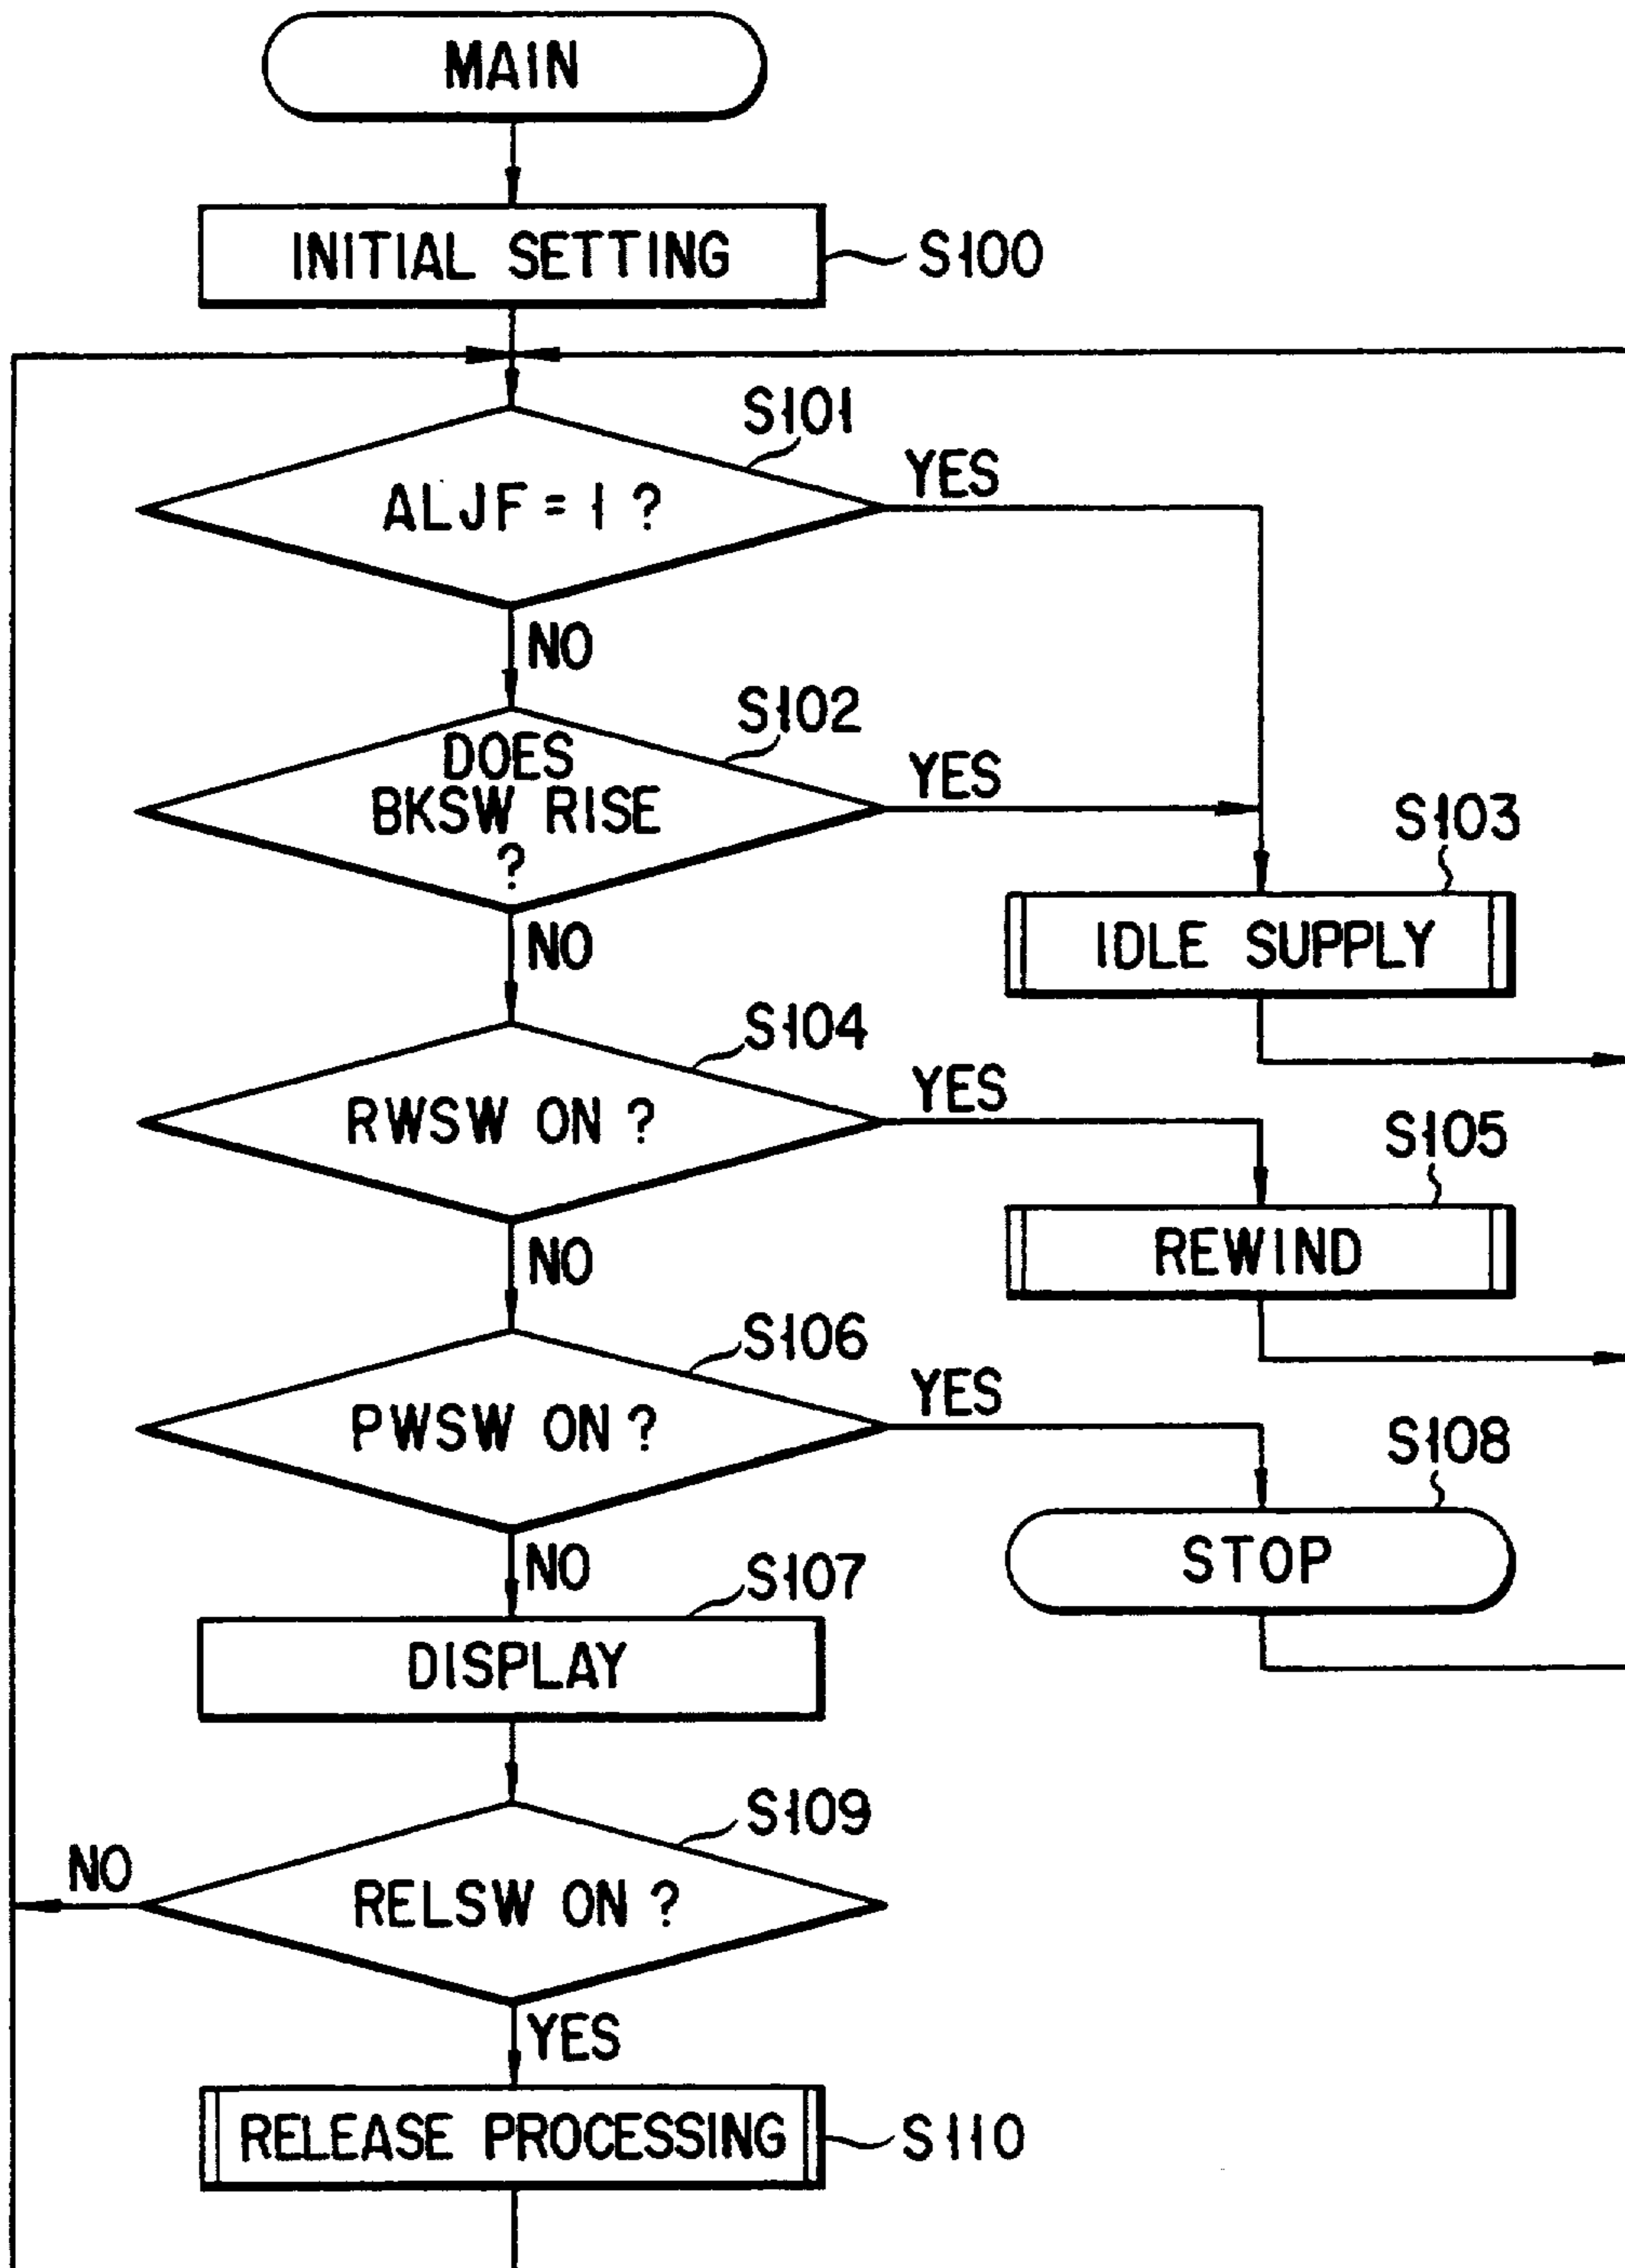 MAIN
INITIAL SETTING
S100
S101
ALJF = 1 ?
YES
NO
S102
DOES
BKSW RISE
?
YES
NO
S103
IDLE SUPPLY
S104
RWSW ON ?
YES
NO
S105
REWIND
S106
PWSW ON ?
YES
NO
S108
STOP
S107
DISPLAY
S109
RELSW ON ?
NO
YES
RELEASE PROCESSING
S110